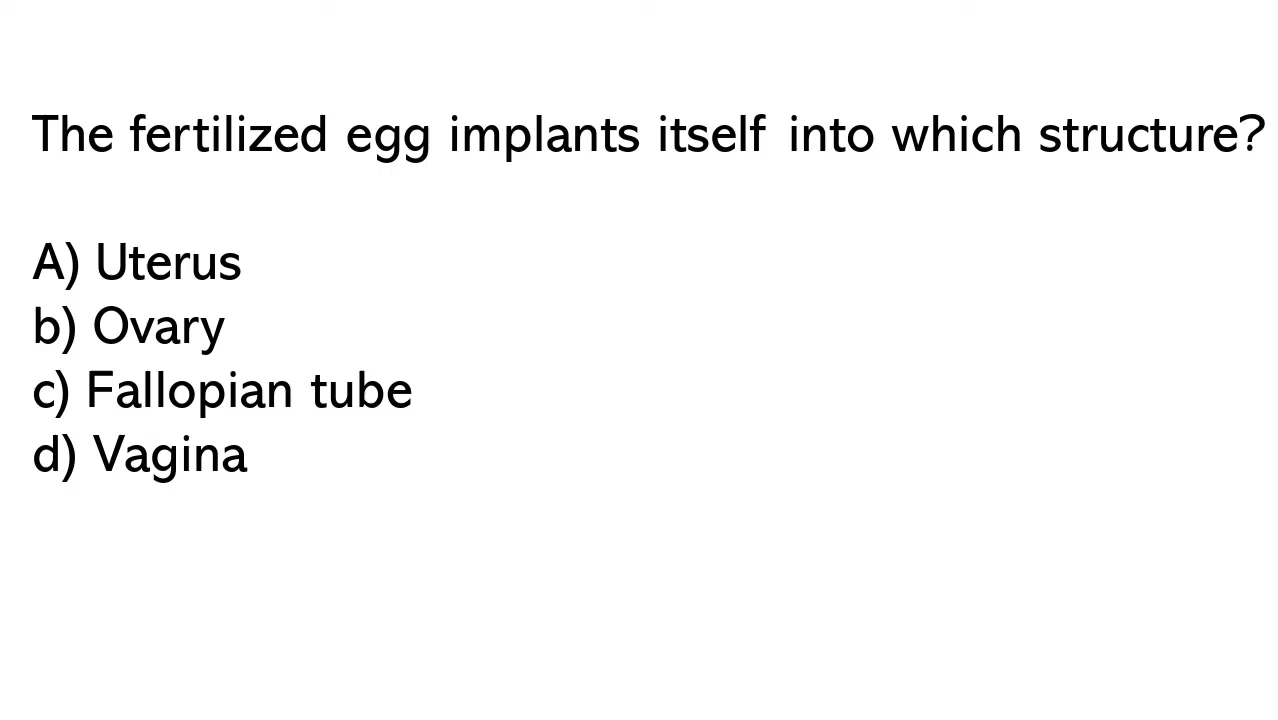 The fertilized egg implants itself into which structure?
A) Uterus
b) Ovary
c) Fallopian tube
d) Vagina